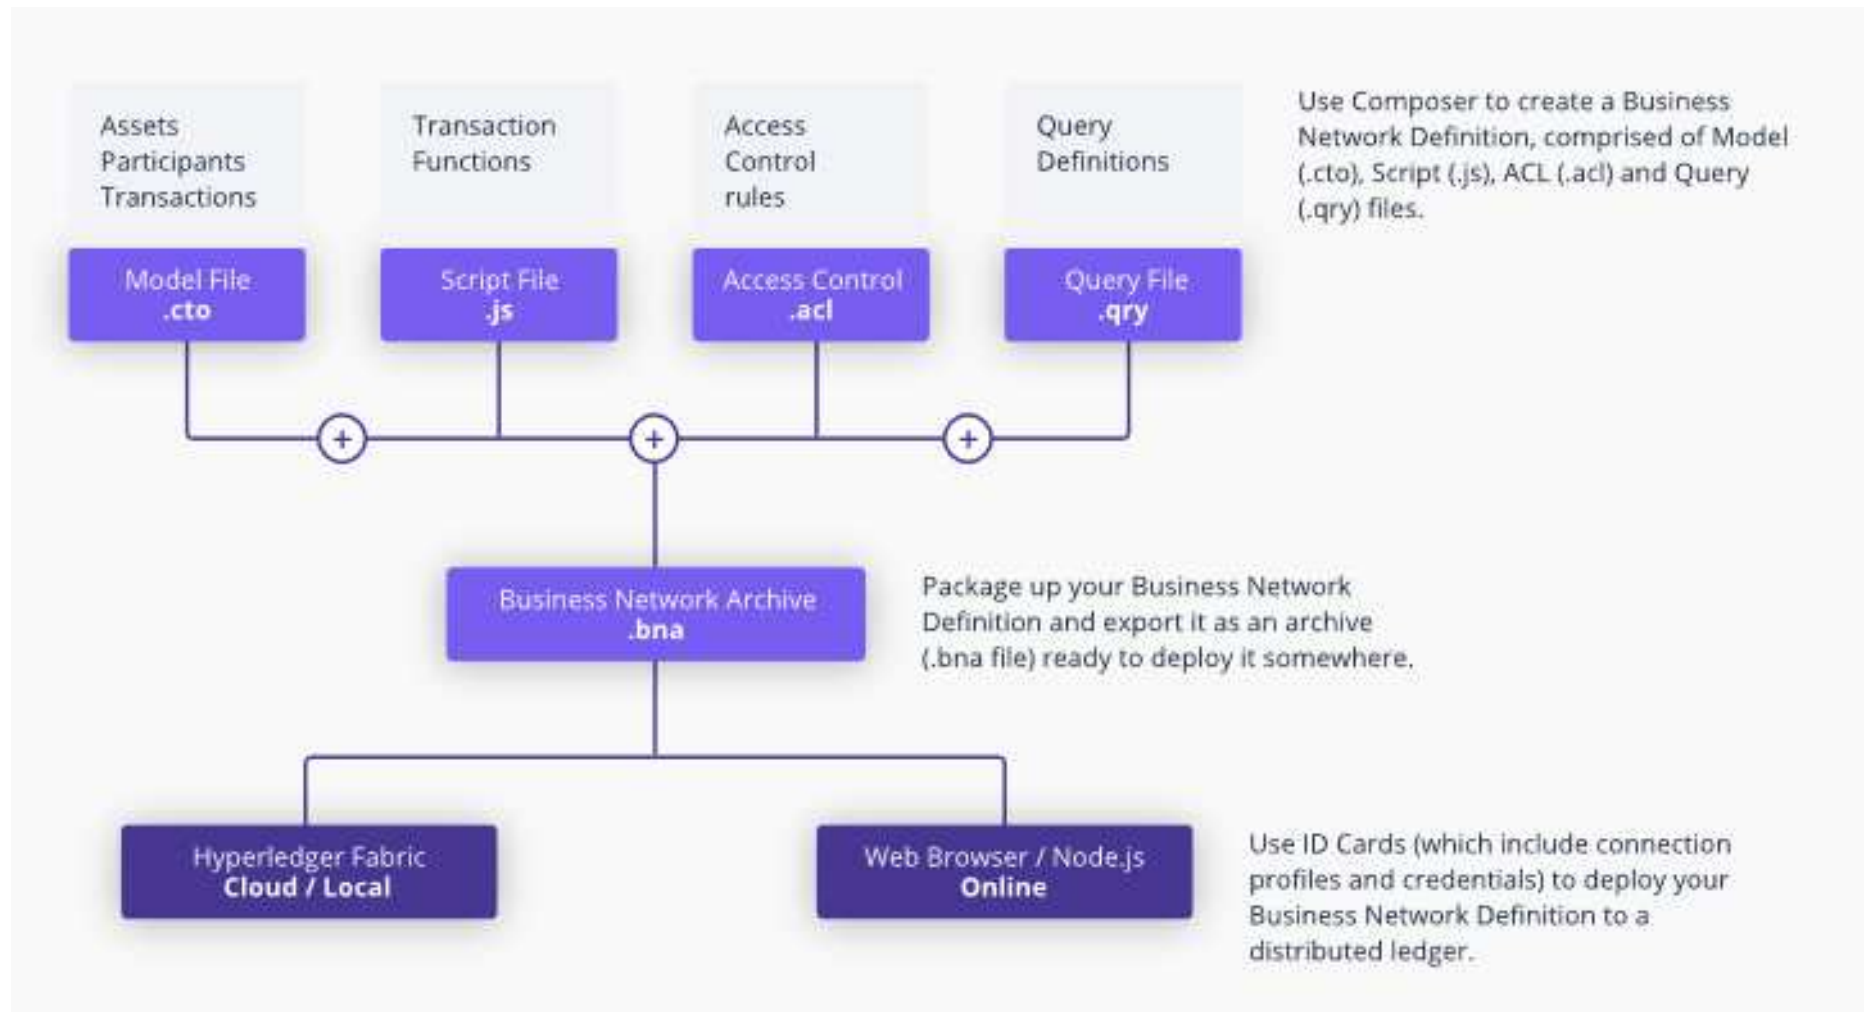 Assets
Participants
Transactions
Transaction
Functions
Access
Control
rules
Query
Definitions
Use Composer to create a Business
Network Definition, comprised of Model
(.cto), Script (.js), ACL (.acl) and Query
(.qry) files.
Model File
.cto
Script File
.js
Access Control
.acl
Query File
.qry
+
+
+
Business Network Archive
.bna
Package up your Business Network
Definition and export it as an archive
(.bna file) ready to deploy it somewhere.
Hyperledger Fabric
Cloud / Local
Web Browser / Node.js
Online
Use ID Cards (which include connection
profiles and credentials) to deploy your
Business Network Definition to a
distributed ledger.